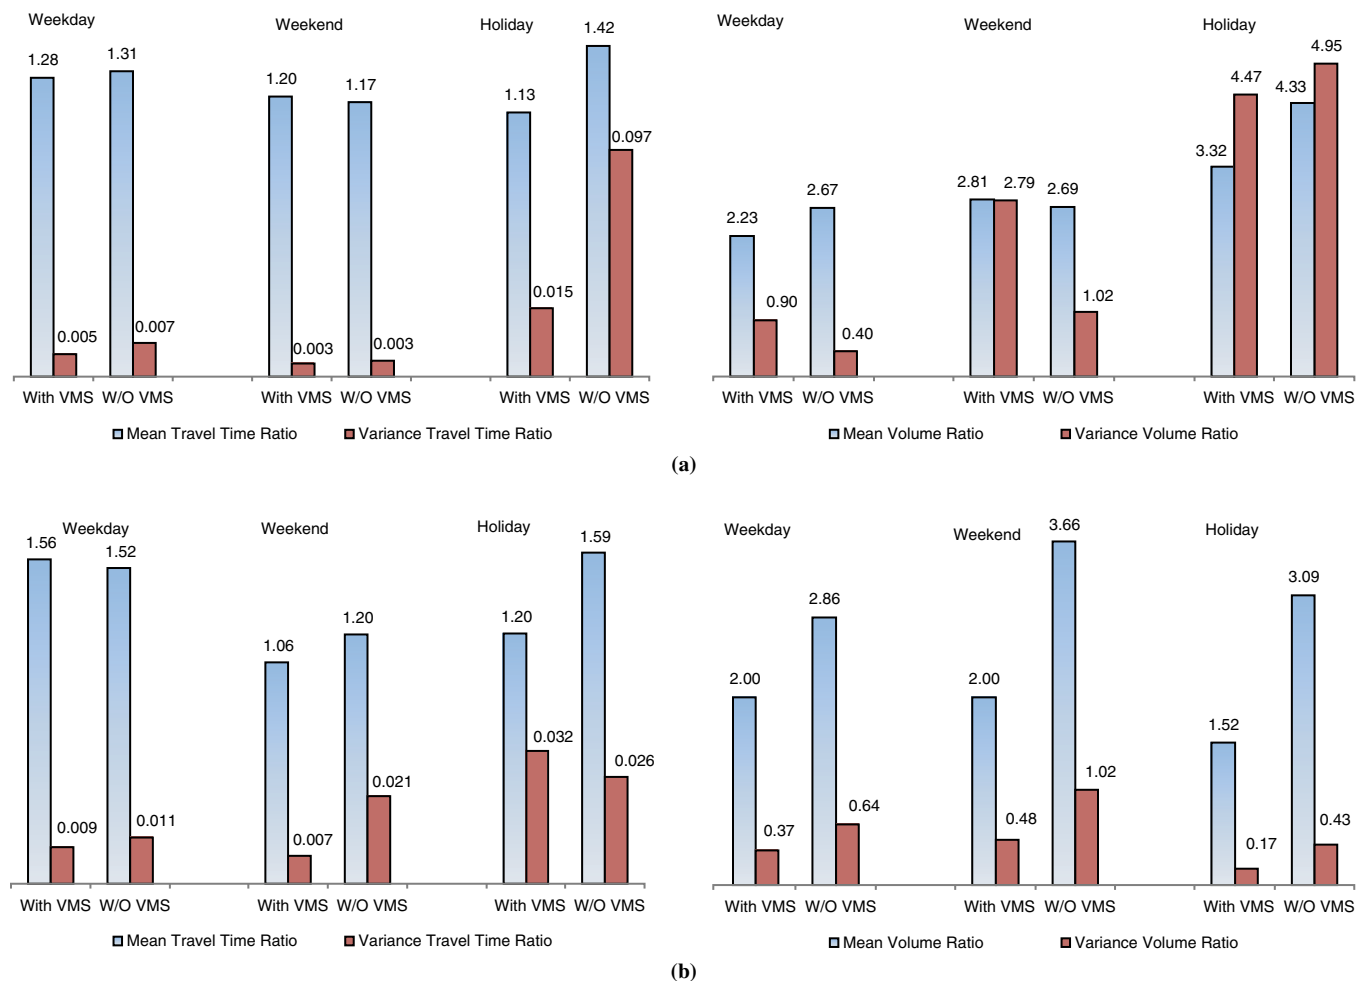 Weekday
Weekend
Holiday
1.28
1.31
1.20
1.17
1.13
1.42
0.005
0.007
0.003
0.003
0.015
0.097
With VMS W/O VMS With VMS W/O VMS With VMS W/O VMS
Mean Travel Time Ratio Variance Travel Time Ratio
Weekday
Weekend
Holiday
2.23
0.90
2.67
0.40
2.81
2.79
2.69
1.02
3.32
4.47
4.33
4.95
With VMS W/O VMS With VMS W/O VMS With VMS W/O VMS
Mean Volume Ratio Variance Volume Ratio
(a)
Weekday
Weekend
Holiday
1.56
0.009
1.52
0.011
1.06
0.007
1.20
0.021
1.20
0.032
1.59
0.026
With VMS W/O VMS With VMS W/O VMS With VMS W/O VMS
Mean Travel Time Ratio Variance Travel Time Ratio
Weekday
Weekend
Holiday
2.00
0.37
2.86
0.64
2.00
0.48
3.66
1.02
1.52
0.17
3.09
0.43
With VMS W/O VMS With VMS W/O VMS With VMS W/O VMS
Mean Volume Ratio Variance Volume Ratio
(b)